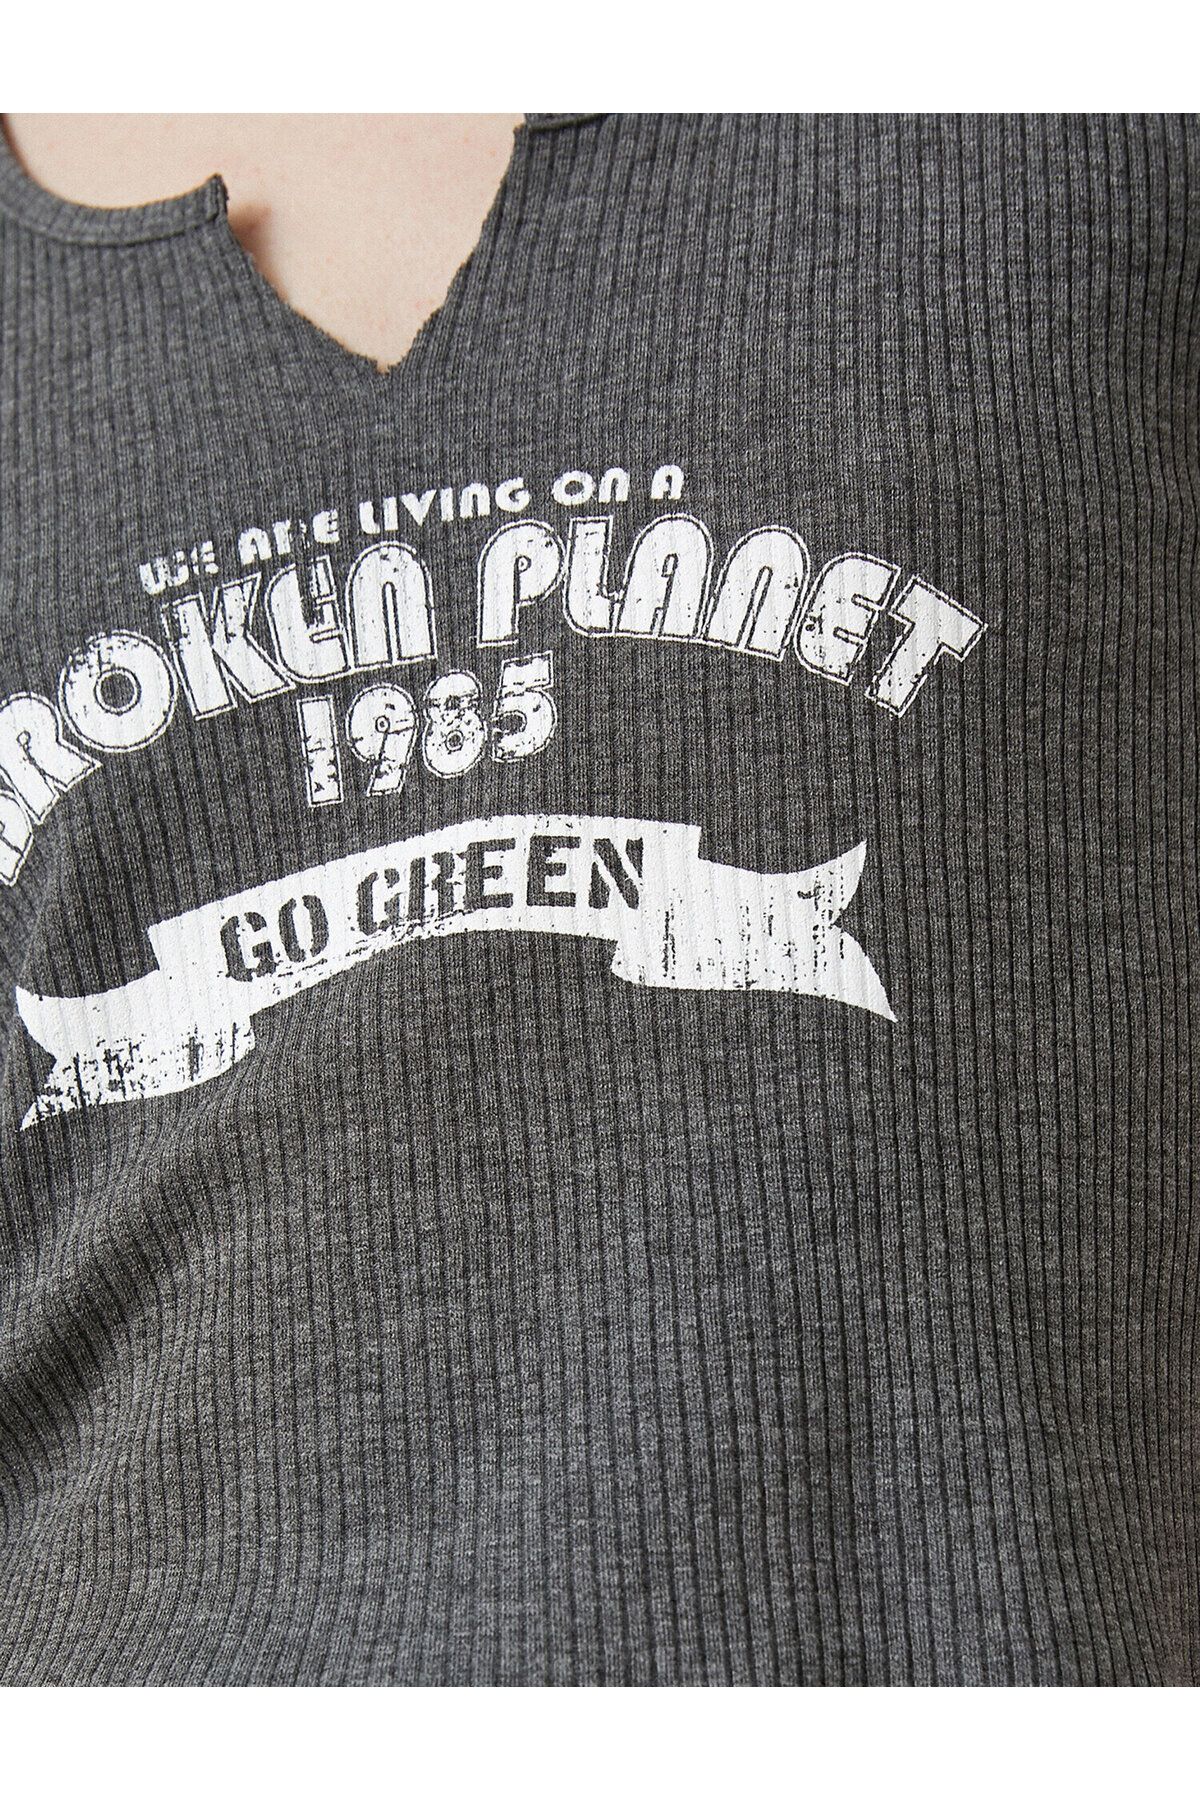 WE ARE LIVING ON A
BROKEN PLANET
1985
GO GREEN